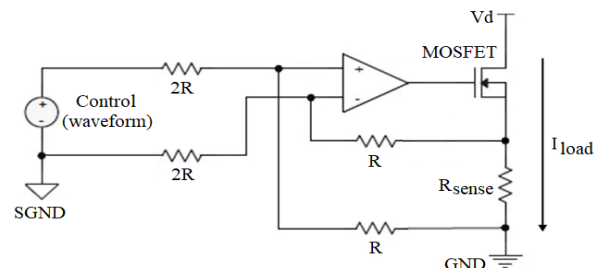 Vd
MOSFET
+
-
2R
+
-
Control
(waveform)
2R
SGND
R
R
Rsense
I load
GND